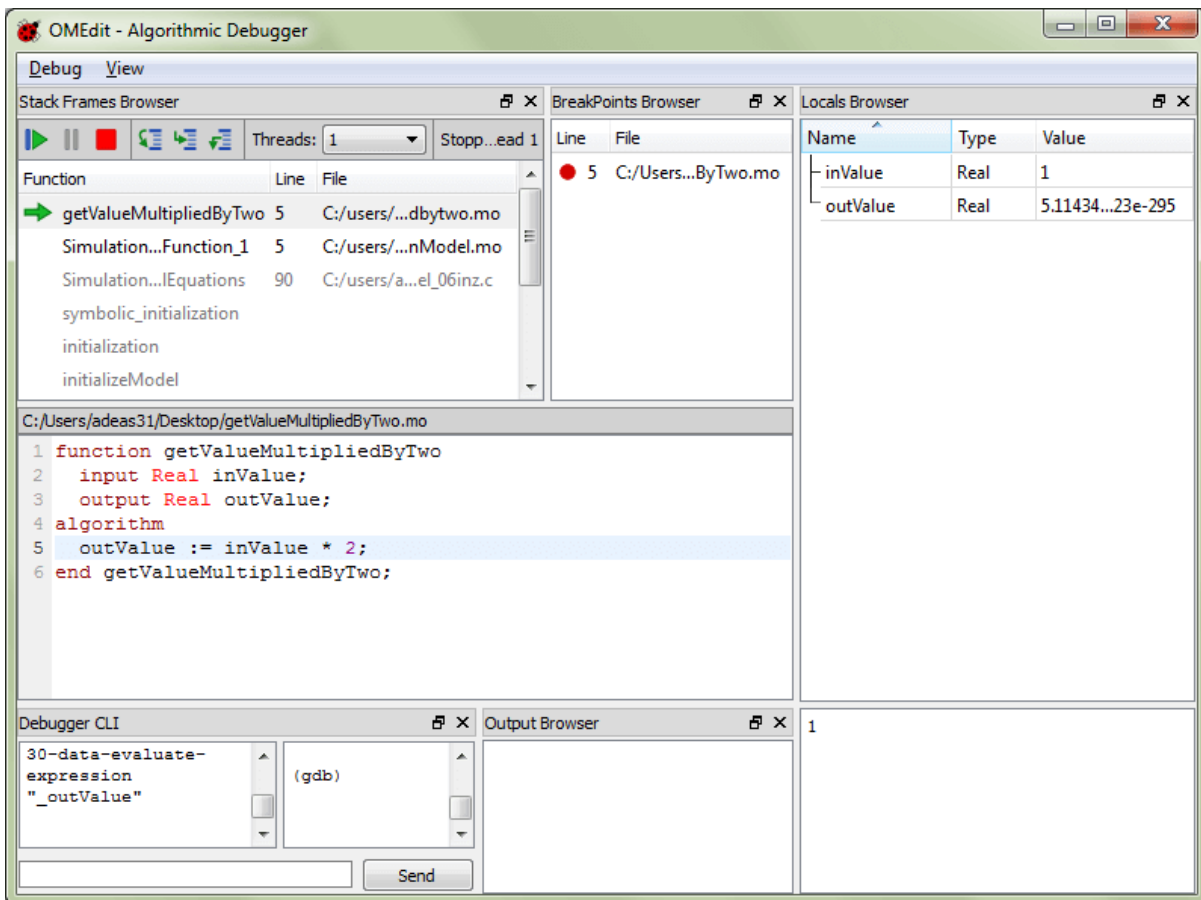 OMEdit - Algorithmic Debugger
Debug View
Stack Frames Browser
Threads: 1 Stopp...ead 1
Function Line File
getValueMultipliedByTwo 5 C:/users/...dbytwo.mo
Simulation...Function_1 5 C:/users/...nModel.mo
Simulation...lEquations 90 C:/users/a...el_06inz.c
symbolic_initialization
initialization
initializeModel
BreakPoints Browser
Line File
5 C:/Users...ByTwo.mo
Locals Browser
Name Type Value
inValue Real 1
outValue Real 5.11434...23e-295
C:/Users/adeas31/Desktop/getValueMultipliedByTwo.mo
1 function getValueMultipliedByTwo
2 input Real inValue;
3 output Real outValue;
4 algorithm
5 outValue := inValue * 2;
6 end getValueMultipliedByTwo;
Debugger CLI
30-data-evaluate-
expression
"_outValue"
(gdb)
Send
Output Browser
1